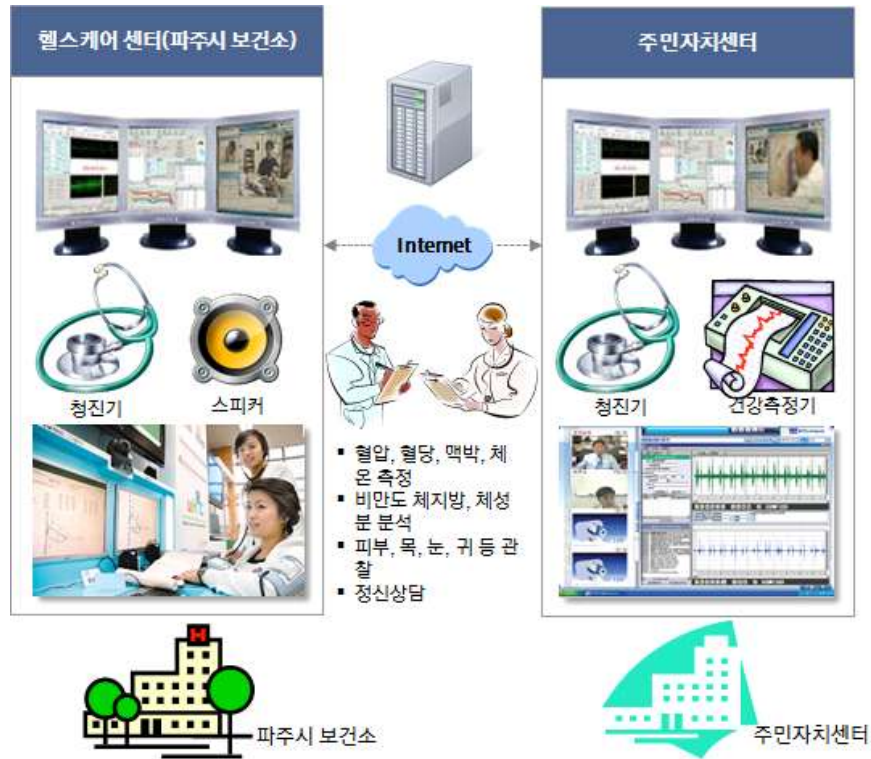 헬스케어 센터(파주시 보건소)
주민자치센터
Internet
청진기
스피커
청진기
건강측정기
▪ 혈압, 혈당, 맥박, 체
온 측정
▪ 비만도 체지방, 체성
분 분석
▪ 피부, 목, 눈, 귀 등 관
찰
▪ 정신상담
H
파주시 보건소
주민자치센터